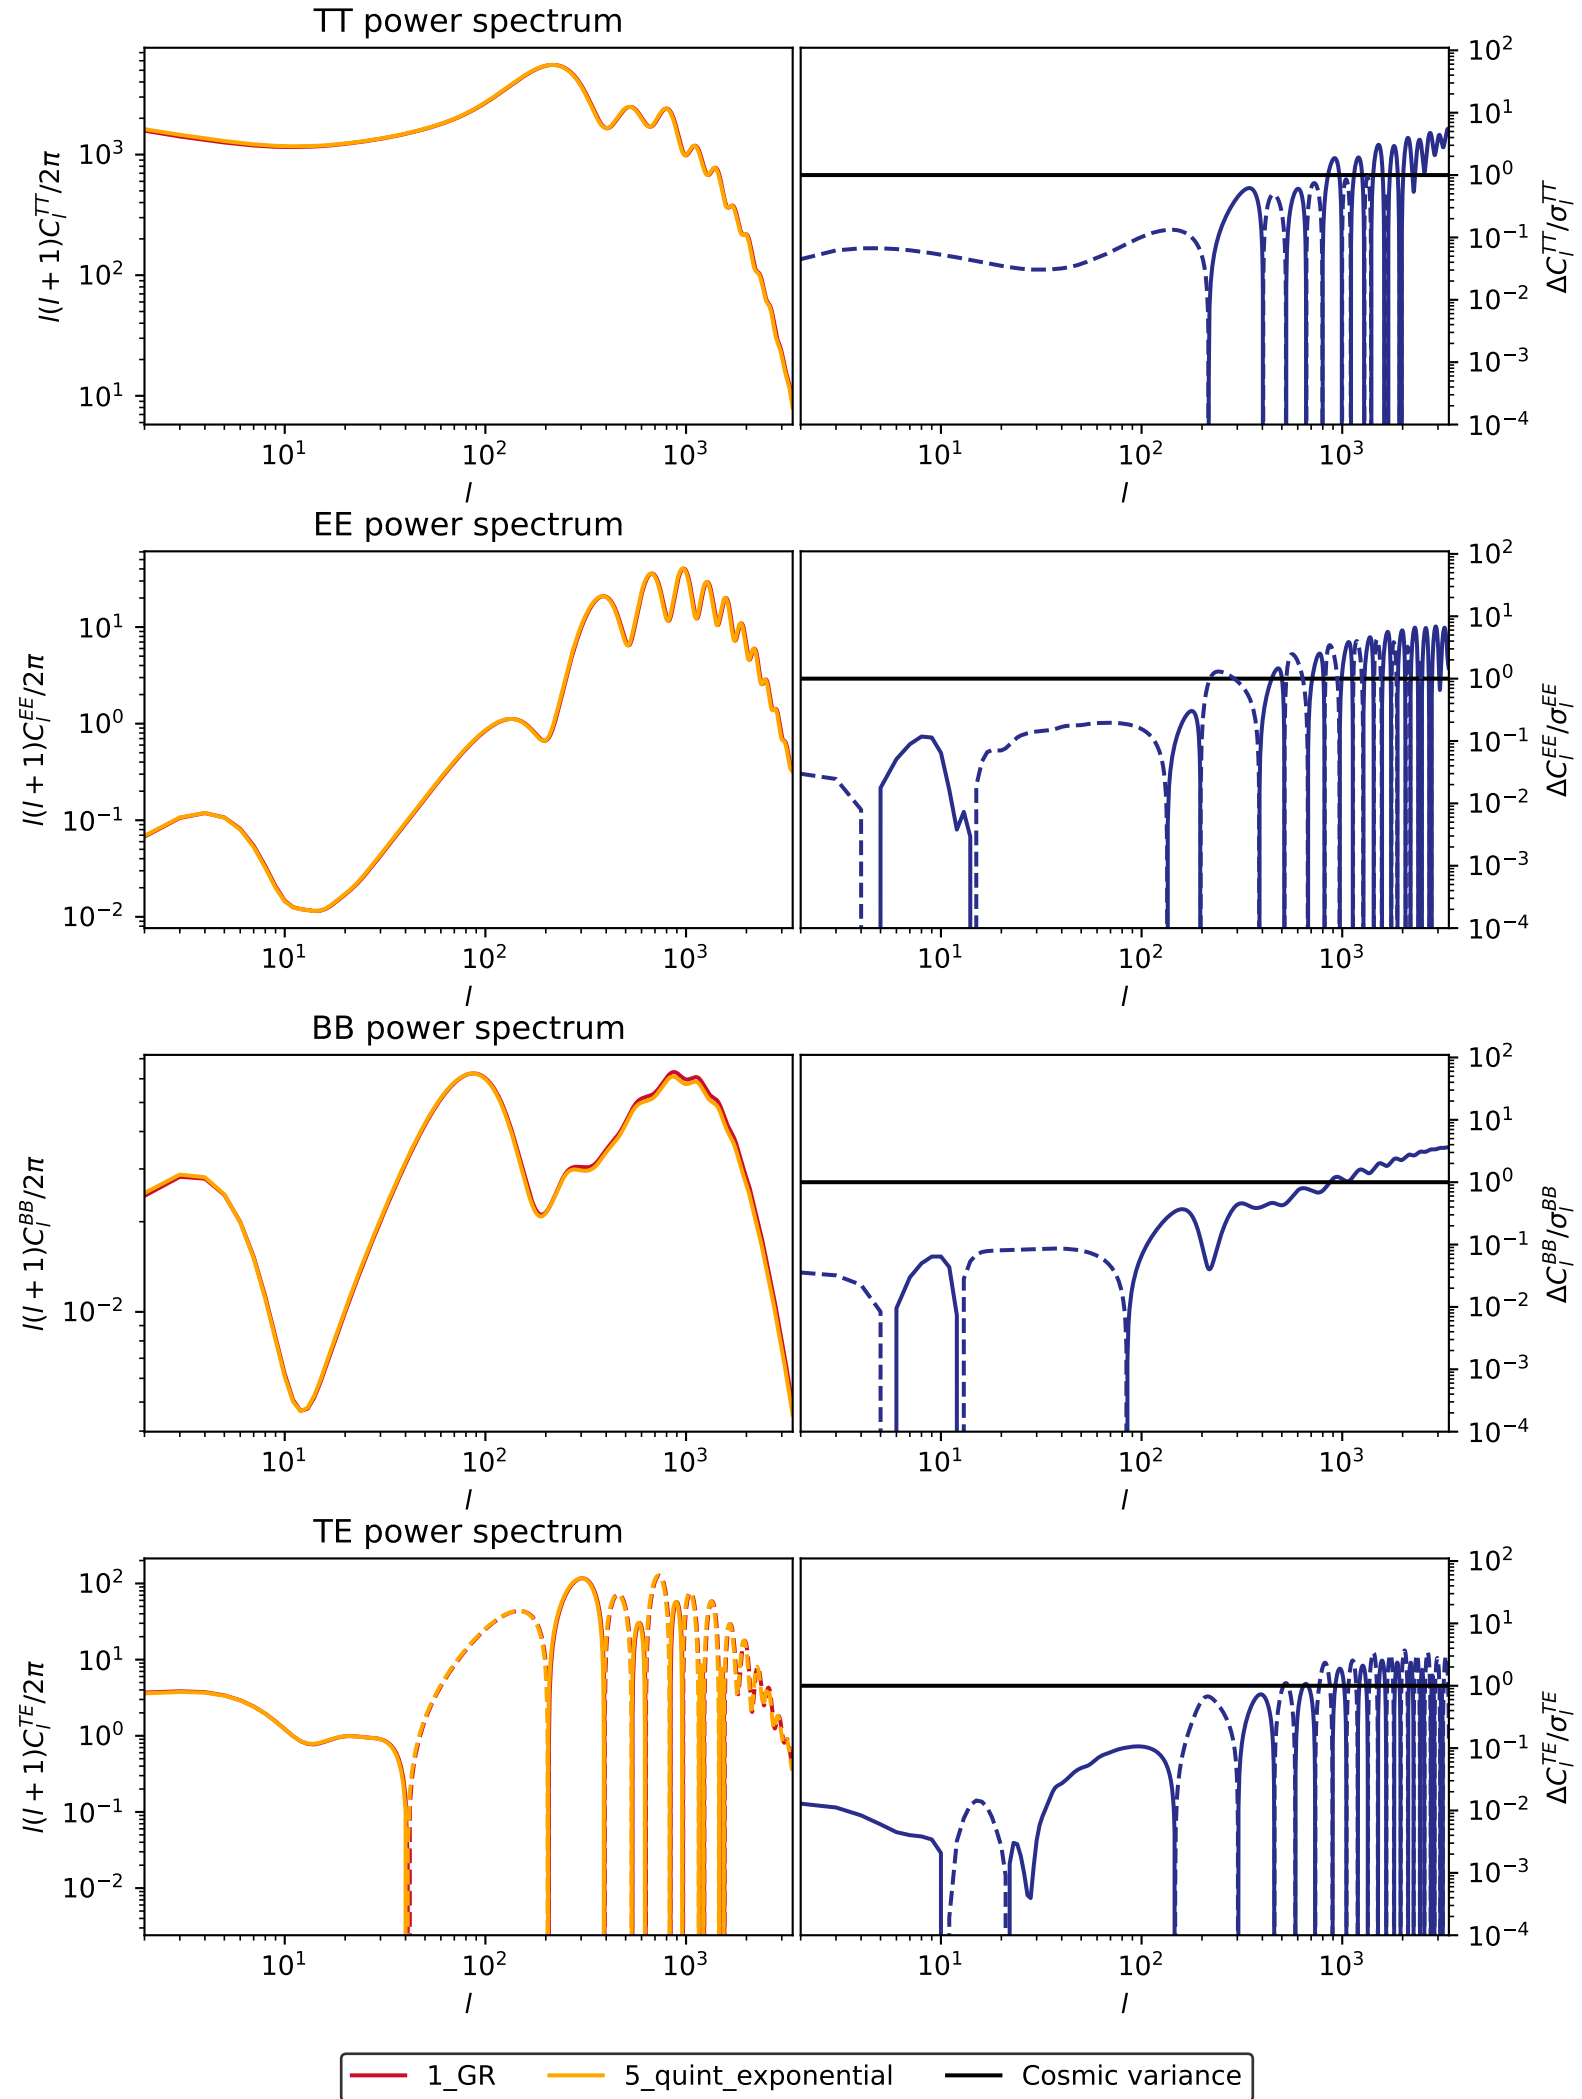 TT power spectrum
l(l + 1)C_l^{TT}/2π
10^3
10^2
10^1
10^1 10^2 10^3
l
10^1 10^2 10^3
l
10^2
10^1
10^0
10^{−1}
10^{−2}
10^{−3}
10^{−4}
ΔC_l^{TT}/σ_l^{TT}
EE power spectrum
l(l + 1)C_l^{EE}/2π
10^1
10^0
10^{−1}
10^{−2}
10^1 10^2 10^3
l
10^1 10^2 10^3
l
10^2
10^1
10^0
10^{−1}
10^{−2}
10^{−3}
10^{−4}
ΔC_l^{EE}/σ_l^{EE}
BB power spectrum
l(l + 1)C_l^{BB}/2π
10^{−2}
10^1 10^2 10^3
l
10^1 10^2 10^3
l
10^2
10^1
10^0
10^{−1}
10^{−2}
10^{−3}
10^{−4}
ΔC_l^{BB}/σ_l^{BB}
TE power spectrum
l(l + 1)C_l^{TE}/2π
10^2
10^1
10^0
10^{−1}
10^{−2}
10^1 10^2 10^3
l
10^1 10^2 10^3
l
10^2
10^1
10^0
10^{−1}
10^{−2}
10^{−3}
10^{−4}
ΔC_l^{TE}/σ_l^{TE}
1_GR 5_quint_exponential Cosmic variance